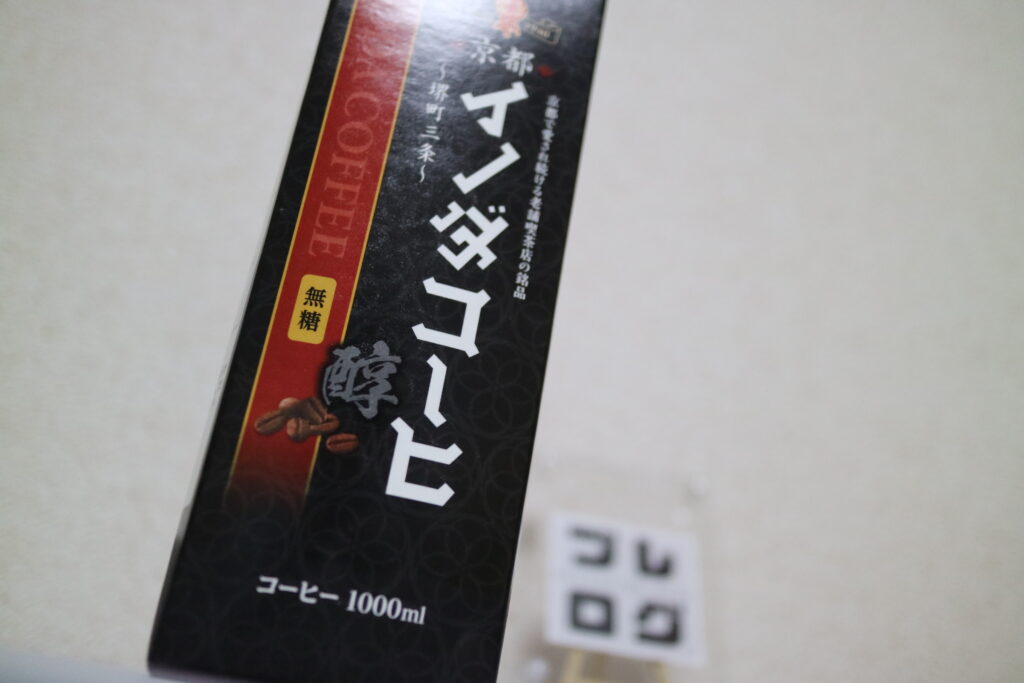 京都
イノダコーヒ
〜堺町三条〜
京都で愛され続ける老舗喫茶店の銘品
COFFEE
無糖
醇
コーヒー 1000ml
コレ
ログ